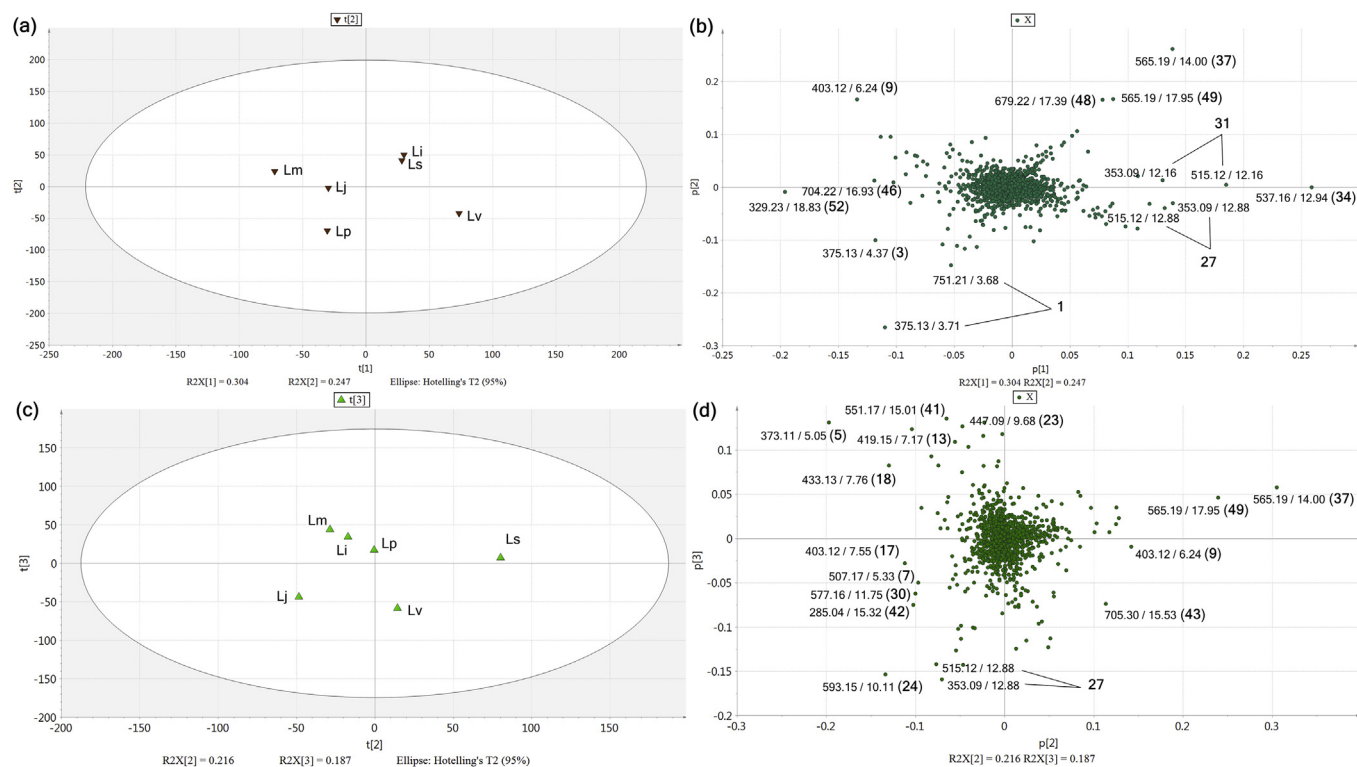 (a)
t[2]
200
150
100
50
0
-50
-100
-150
-200
-250
t[2]
Li
Ls
Lm
Lj
Lv
Lp
-250 -200 -150 -100 -50 0 50 100 150 200
t[1]
R2X[1] = 0.304 R2X[2] = 0.247 Ellipse: Hotelling's T2 (95%)
(b)
X
0.2
0.1
0
-0.1
-0.2
-0.3
p[2]
565.19 / 14.00 (37)
403.12 / 6.24 (9)
679.22 / 17.39 (48)
565.19 / 17.95 (49)
31
353.09 / 12.16
515.12 / 12.16
704.22 / 16.93 (46)
537.16 / 12.94 (34)
329.23 / 18.83 (52)
353.09 / 12.88
515.12 / 12.88
375.13 / 4.37 (3)
27
751.21 / 3.68
1
375.13 / 3.71
-0.2 -0.15 -0.1 -0.05 0 0.05 0.1 0.15 0.2 0.25
p[1]
R2X[1] = 0.304 R2X[2] = 0.247
(c)
t[3]
150
100
50
0
-50
-100
-150
-200
t[3]
Lm
Li
Lp
Ls
Lj
Lv
-200 -150 -100 -50 0 50 100 150
t[2]
R2X[2] = 0.216 R2X[3] = 0.187 Ellipse: Hotelling's T2 (95%)
(d)
X
0.1
0.05
0
-0.05
-0.1
-0.15
-0.2
p[3]
551.17 / 15.01 (41)
447.09 / 9.68 (23)
373.11 / 5.05 (5)
419.15 / 7.17 (13)
433.13 / 7.76 (18)
565.19 / 14.00 (37)
565.19 / 17.95 (49)
403.12 / 7.55 (17)
403.12 / 6.24 (9)
507.17 / 5.33 (7)
577.16 / 11.75 (30)
285.04 / 15.32 (42)
705.30 / 15.53 (43)
515.12 / 12.88
593.15 / 10.11 (24)
353.09 / 12.88
27
-0.3 -0.2 -0.1 0 0.1 0.2 0.3
p[2]
R2X[2] = 0.216 R2X[3] = 0.187